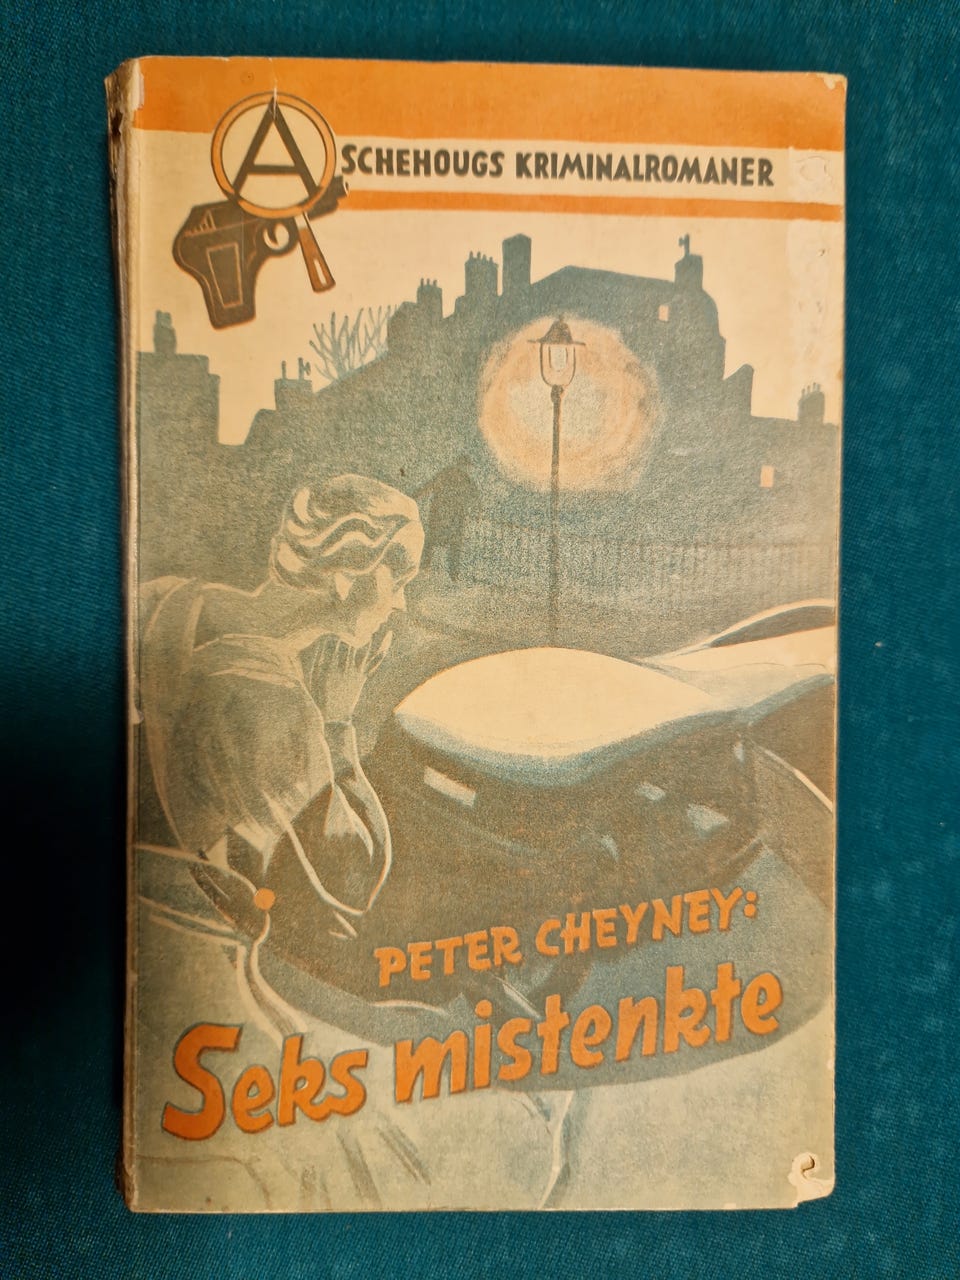 ASCHEHOUGS KRIMINALROMANER
PETER CHEYNEY:
Seks mistenkte